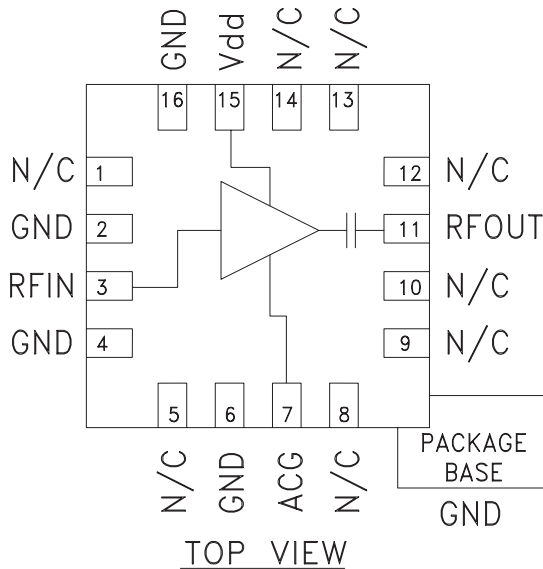 GND
Vdd
N/C
N/C
16
15
14
13
N/C 1
12 N/C
GND 2
11 RFOUT
RFIN 3
10 N/C
GND 4
9 N/C
5
6
7
8
N/C
GND
ACG
N/C
PACKAGE
BASE
GND
TOP VIEW